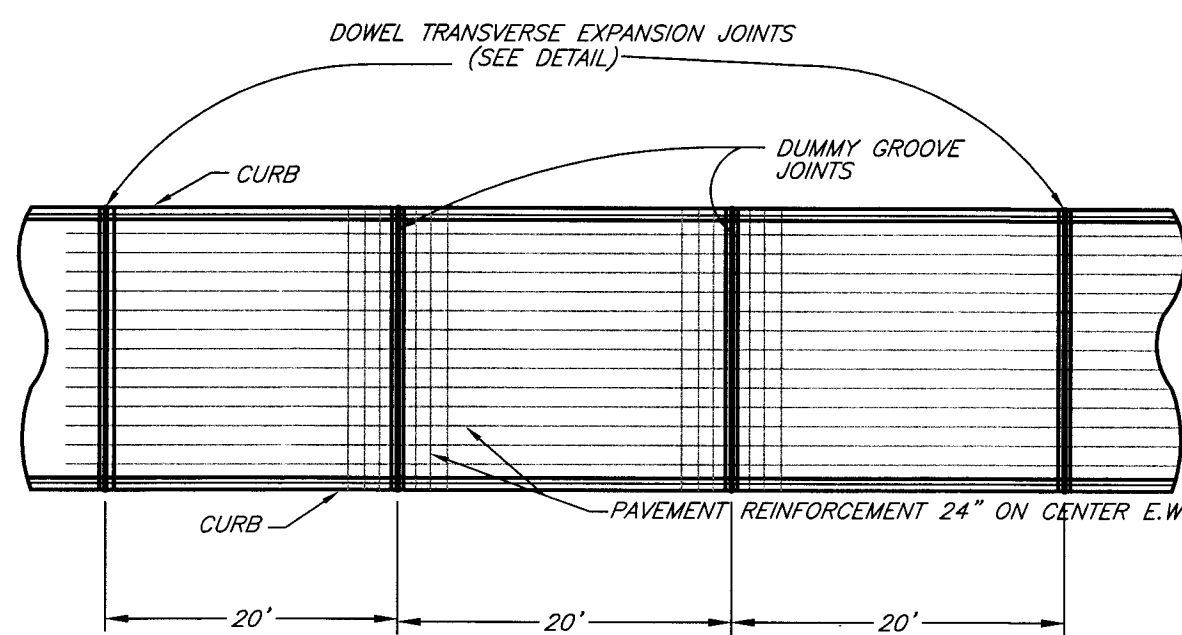 DOWEL TRANSVERSE EXPANSION JOINTS
(SEE DETAIL)
DUMMY GROOVE
JOINTS
CURB
CURB
PAVEMENT REINFORCEMENT 24" ON CENTER E.W
20'
20'
20'